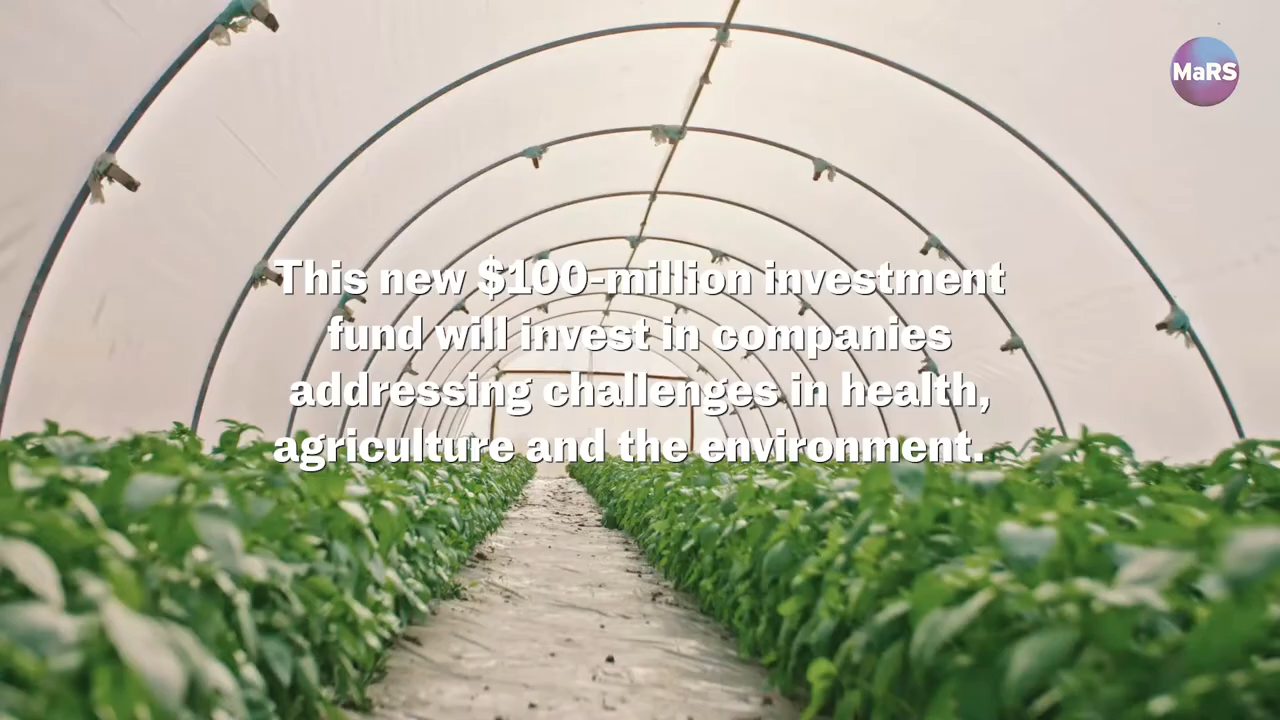 MaRS
This new $100-million investment
fund will invest in companies
addressing challenges in health,
agriculture and the environment.